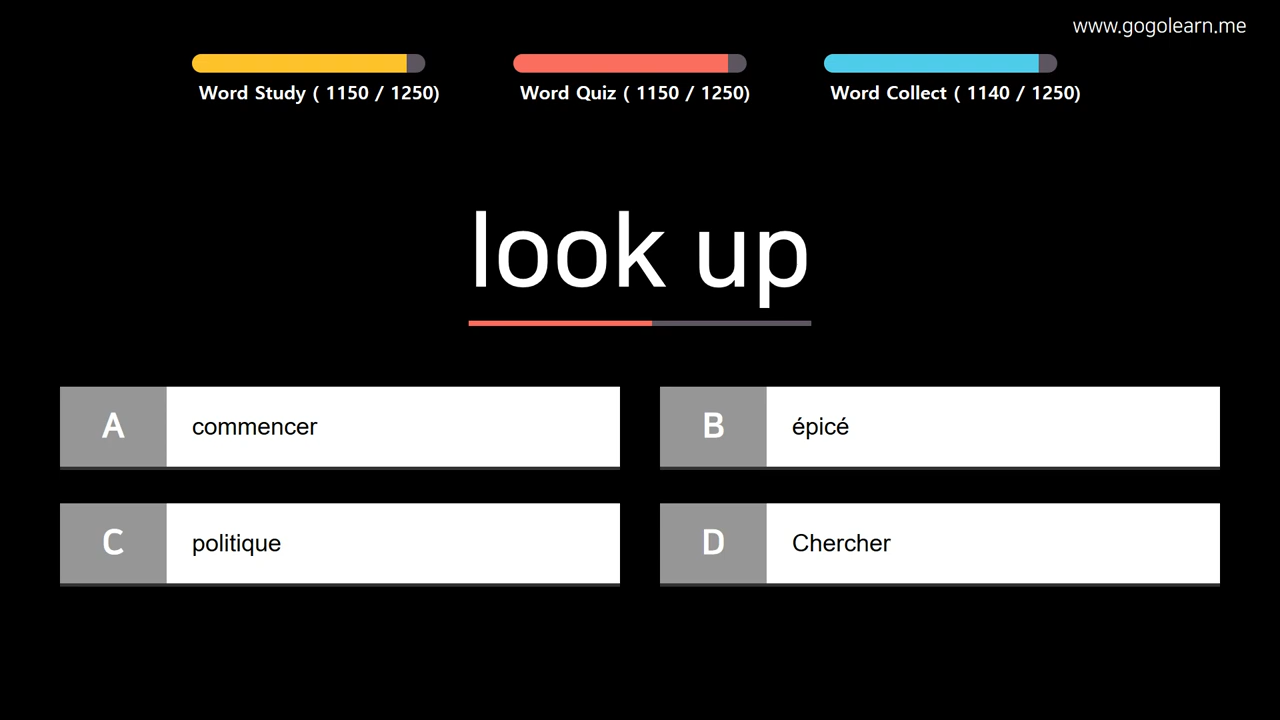 www.gogolearn.me
Word Study ( 1150 / 1250)
Word Quiz ( 1150 / 1250)
Word Collect ( 1140 / 1250)
look up
A commencer
B épicé
C politique
D Chercher